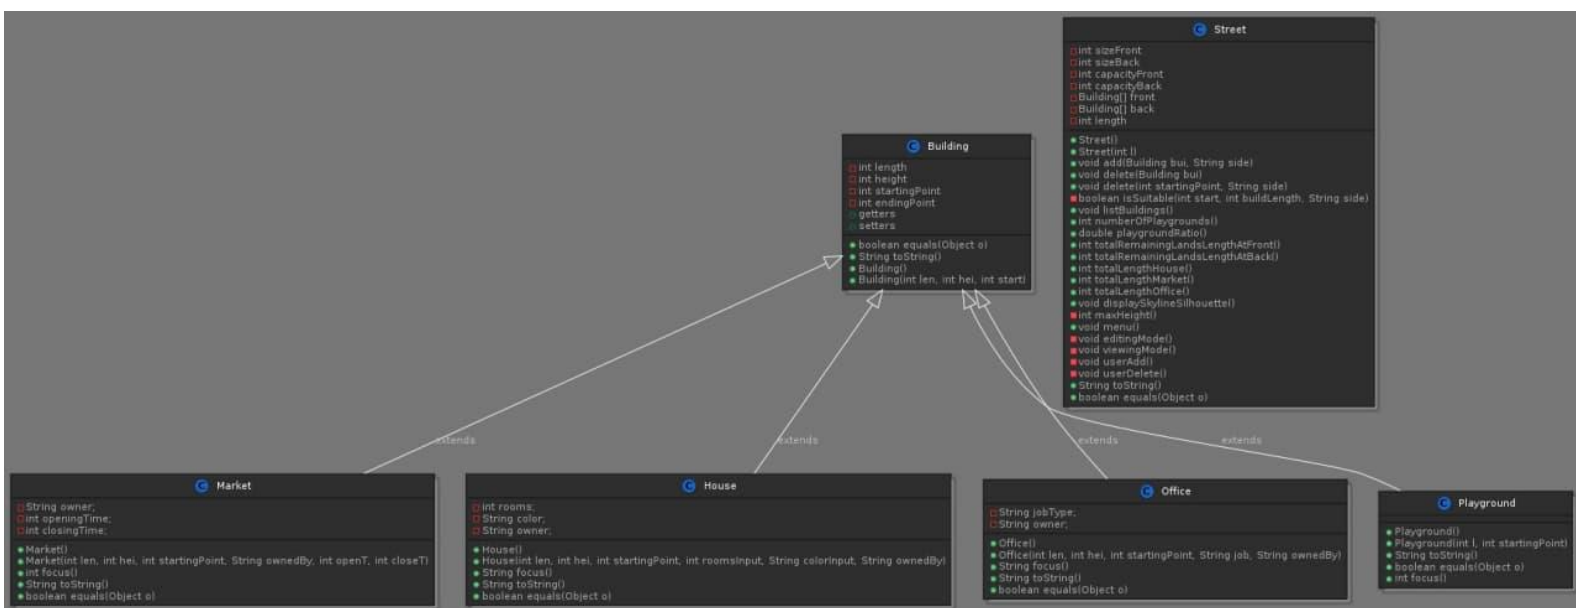 Street
int sizeFront
int sizeBack
int capacityFront
int capacityBack
Building[] front
Building[] back
int length
Street()
Street(int l)
void add(Building bui, String side)
void delete(Building bui)
void delete(int startingPoint, String side)
boolean isSuitable(int start, int buildLength, String side)
void listBuildings()
int numberOfPlaygrounds()
double playgroundRatio()
int totalRemainingLandsLengthAtFront()
int totalRemainingLandsLengthAtBack()
int totalLengthHouse()
int totalLengthMarket()
int totalLengthOffice()
void displaySkylineSilhouette()
int maxHeight()
void menu()
void editingMode()
void viewingMode()
void userAdd()
void userDelete()
String toString()
boolean equals(Object o)
Building
int length
int height
int startingPoint
int endingPoint
getters
setters
boolean equals(Object o)
String toString()
Building()
Building(int len, int hei, int start)
extends
extends
extends
extends
Market
String owner;
int openingTime;
int closingTime;
Market()
Market(int len, int hei, int startingPoint, String ownedBy, int openT, int closeT)
int focus()
String toString()
boolean equals(Object o)
House
int rooms;
String color;
String owner;
House()
House(int len, int hei, int startingPoint, int roomsInput, String colorInput, String ownedBy)
String focus()
String toString()
boolean equals(Object o)
Office
String jobType;
String owner;
Office()
Office(int len, int hei, int startingPoint, String job, String ownedBy)
String focus()
String toString()
boolean equals(Object o)
Playground
Playground()
Playground(int l, int startingPoint)
String toString()
boolean equals(Object o)
int focus()